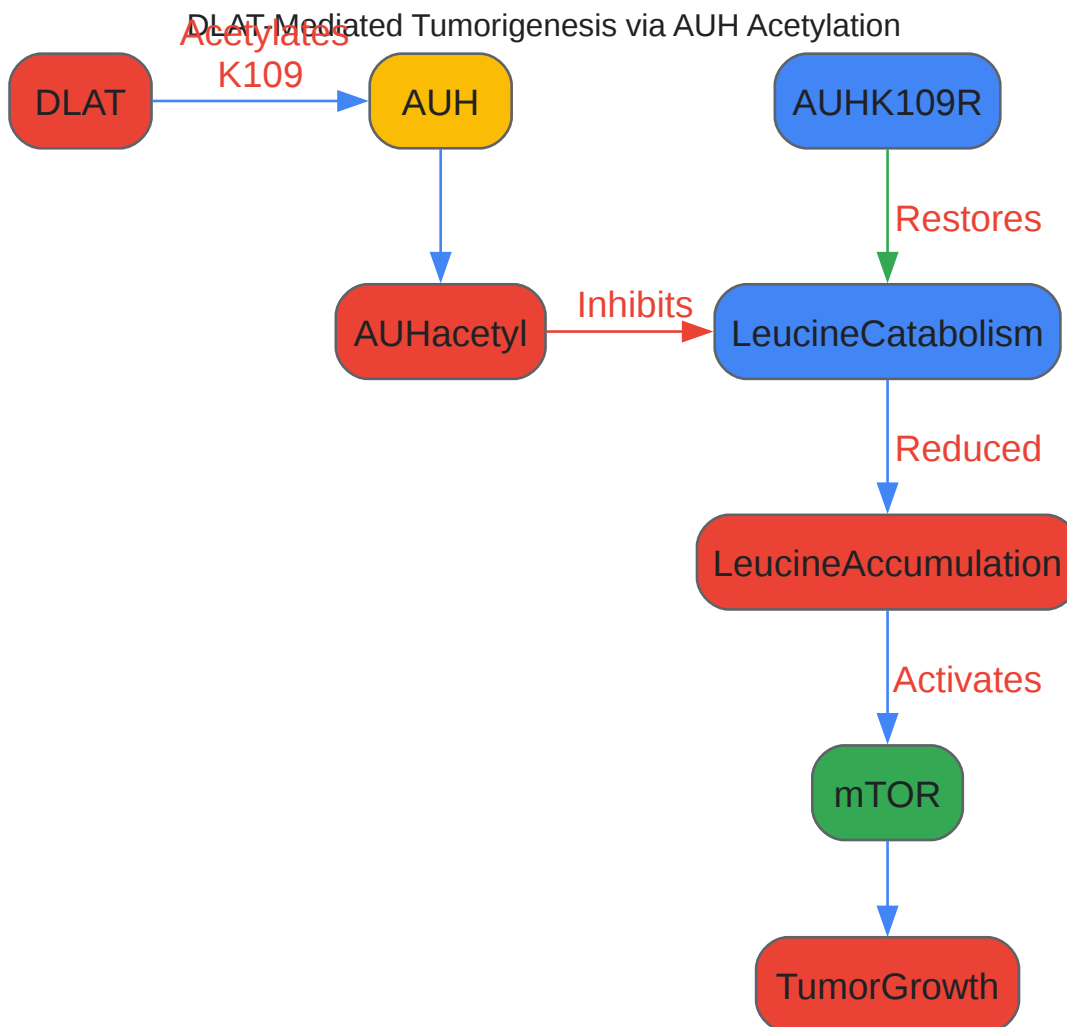 DLAT-Mediated Tumorigenesis via AUH Acetylation
Acetylates
K109
DLAT
AUH
AUHK109R
Restores
AUHacetyl
Inhibits
LeucineCatabolism
Reduced
LeucineAccumulation
Activates
mTOR
TumorGrowth